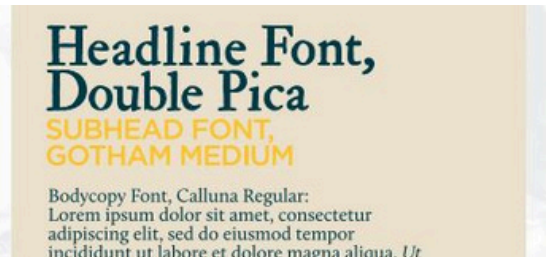 Headline Font,
Double Pica
SUBHEAD FONT,
GOTHAM MEDIUM
Bodycopy Font, Calluna Regular:
Lorem ipsum dolor sit amet, consectetur
adipiscing elit, sed do eiusmod tempor
incididunt ut labore et dolore magna aliqua. Ut